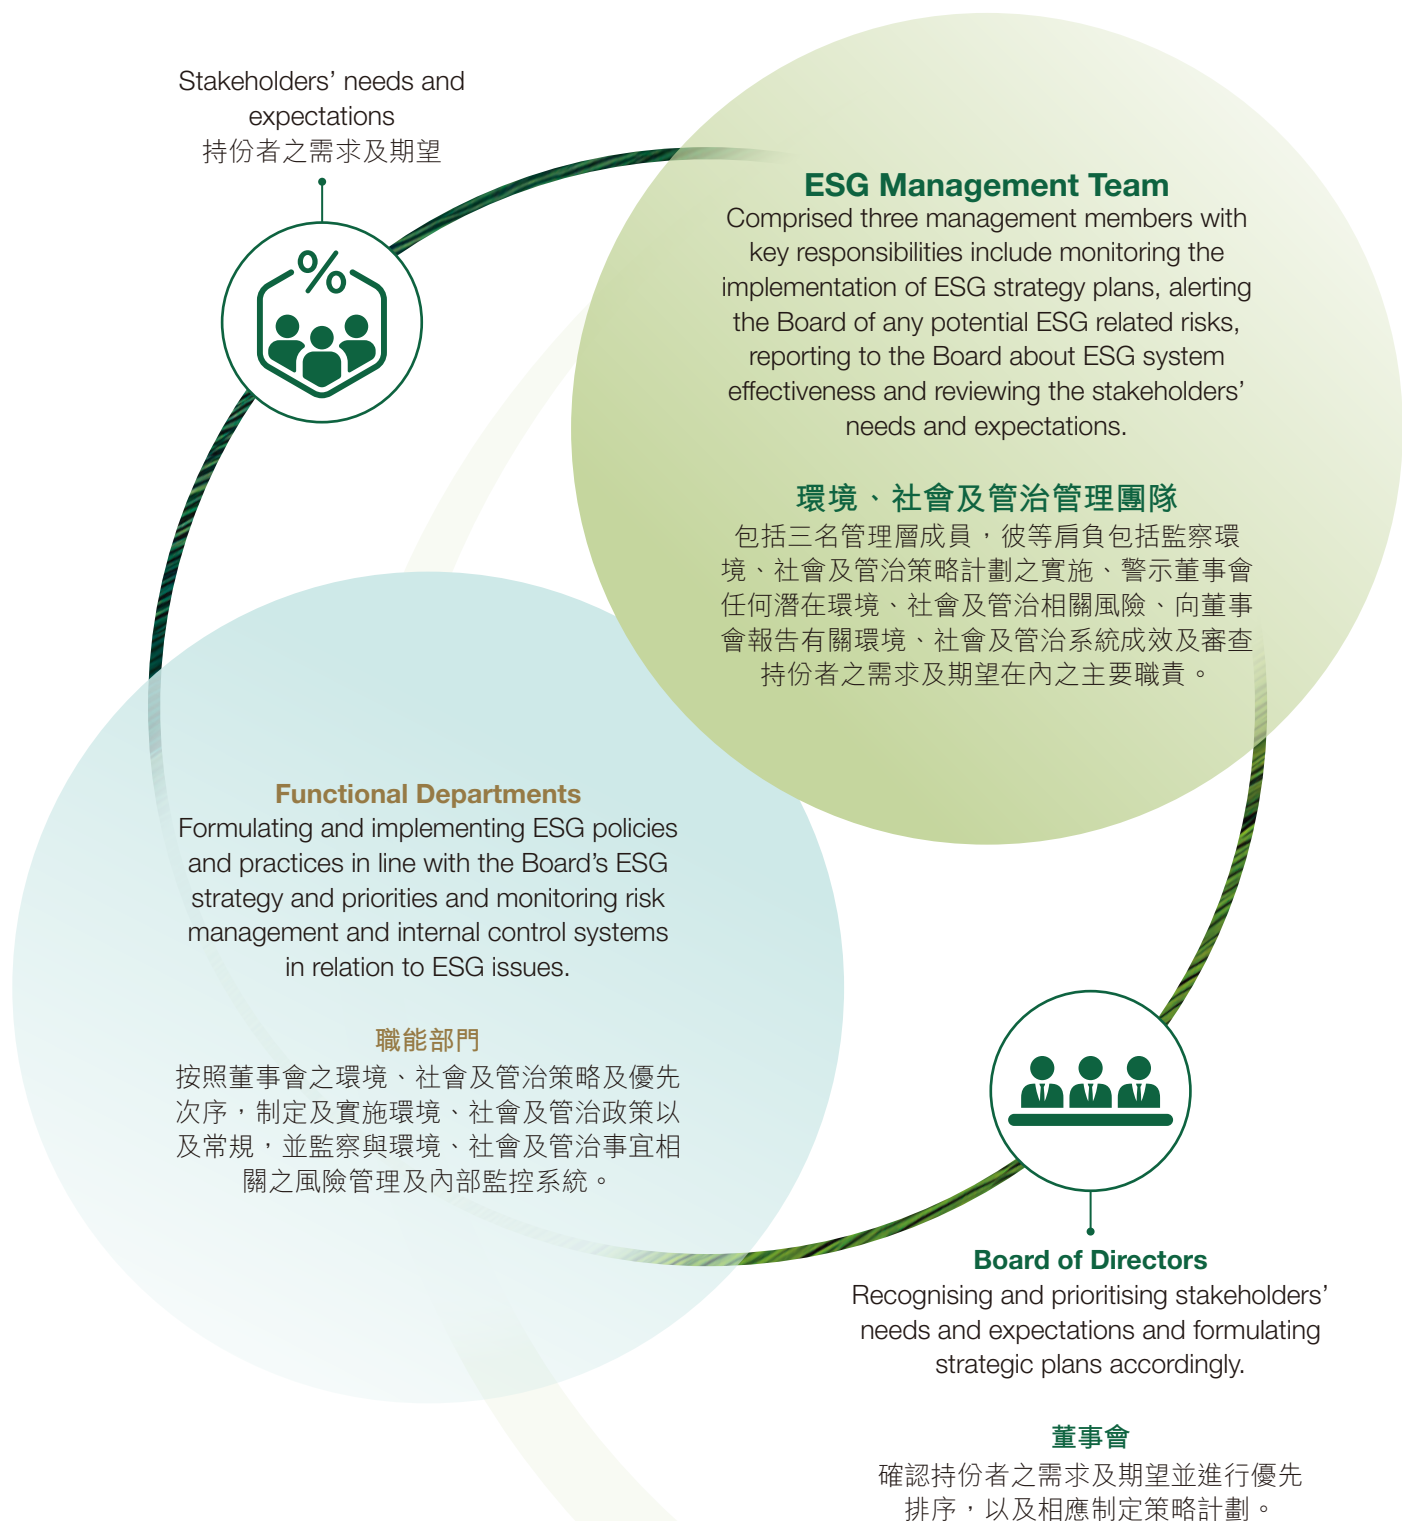 Stakeholders’ needs and
expectations
持份者之需求及期望
%
ESG Management Team
Comprised three management members with
key responsibilities include monitoring the
implementation of ESG strategy plans, alerting
the Board of any potential ESG related risks,
reporting to the Board about ESG system
effectiveness and reviewing the stakeholders’
needs and expectations.
環境、社會及管治管理團隊
包括三名管理層成員，彼等肩負包括監察環
境、社會及管治策略計劃之實施、警示董事會
任何潛在環境、社會及管治相關風險、向董事
會報告有關環境、社會及管治系統成效及審查
持份者之需求及期望在內之主要職責。
Functional Departments
Formulating and implementing ESG policies
and practices in line with the Board’s ESG
strategy and priorities and monitoring risk
management and internal control systems
in relation to ESG issues.
職能部門
按照董事會之環境、社會及管治策略及優先
次序，制定及實施環境、社會及管治政策以
及常規，並監察與環境、社會及管治事宜相
關之風險管理及內部監控系統。
Board of Directors
Recognising and prioritising stakeholders’
needs and expectations and formulating
strategic plans accordingly.
董事會
確認持份者之需求及期望並進行優先
排序，以及相應制定策略計劃。